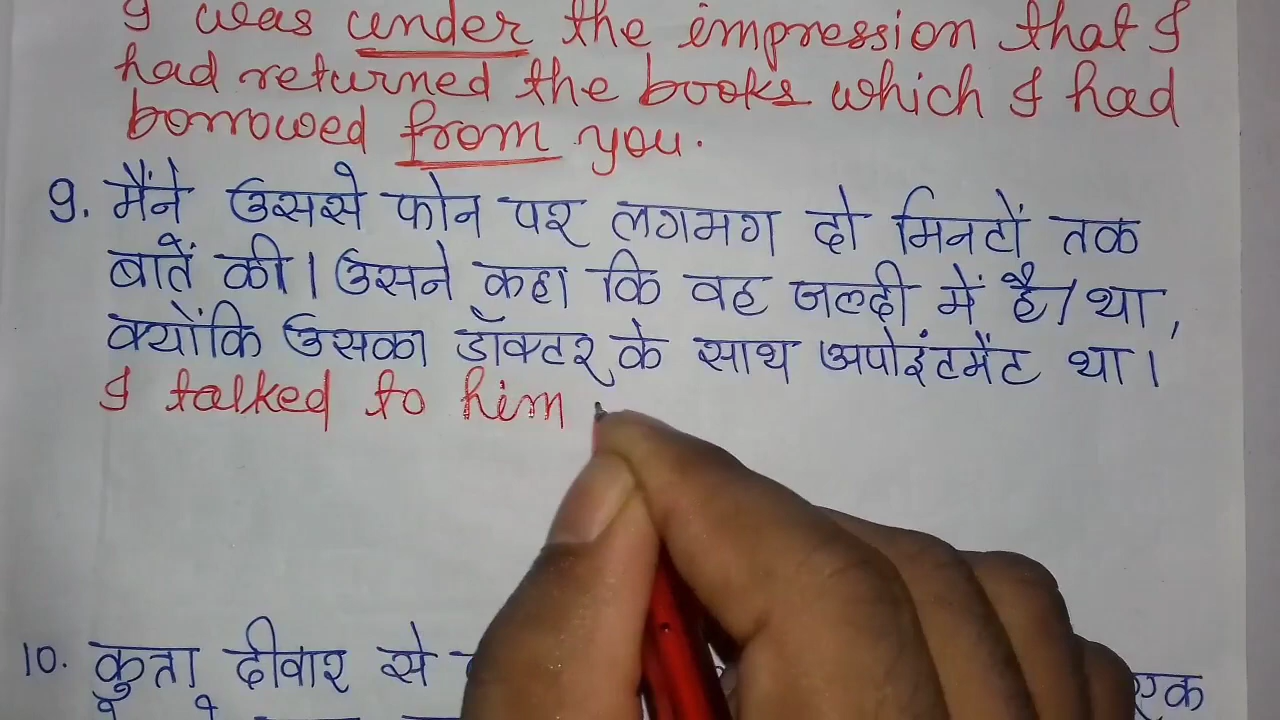 I was under the impression that I
had returned the books which I had
borrowed from you.
9. मैंने उससे फोन पर लगभग दो मिनटों तक
बातें की। उसने कहा कि वह जल्दी में है/था,
क्योंकि उसका डॉक्टर के साथ अपोइंटमेंट था।
I talked to him
10. कुत्ता दीवार से एक